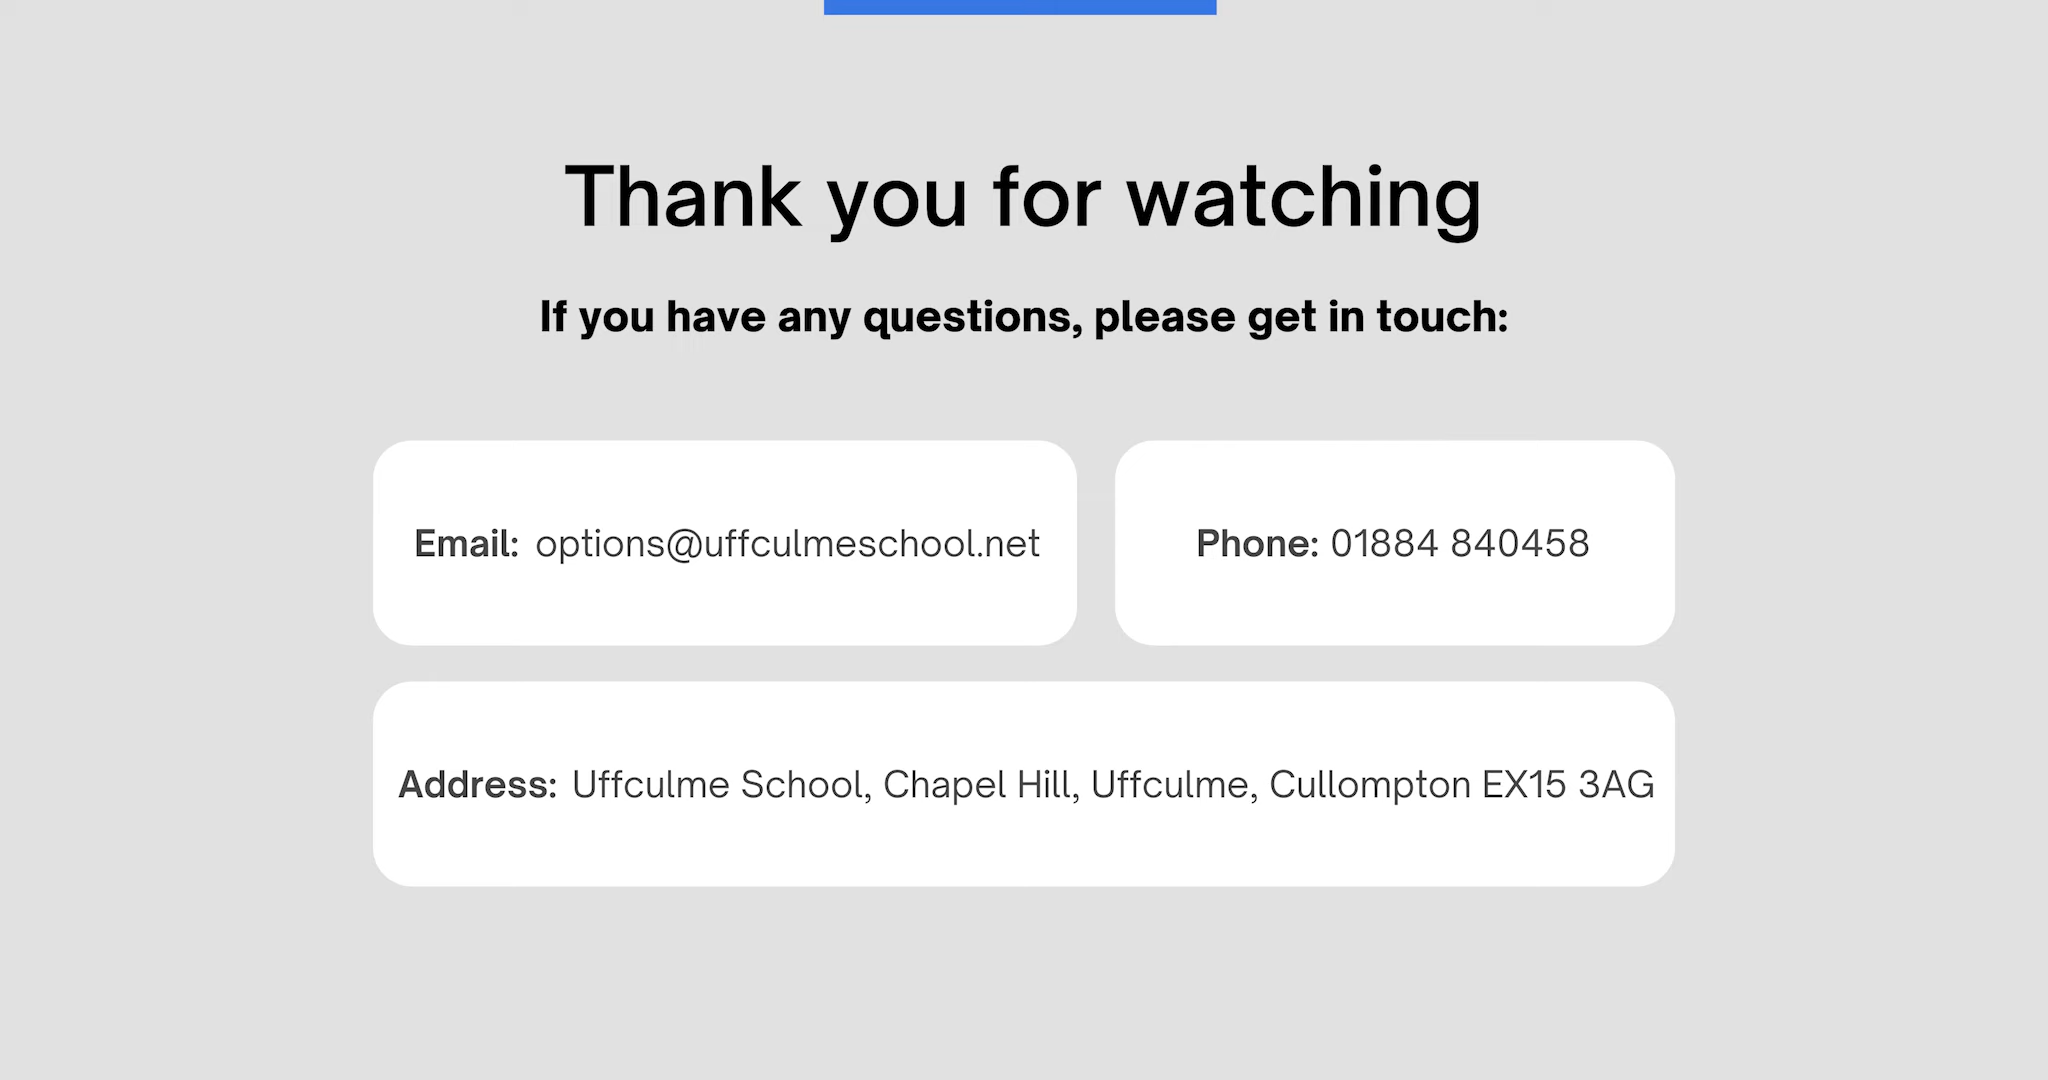 Thank you for watching
If you have any questions, please get in touch:
Email: options@uffculmeschool.net
Phone: 01884 840458
Address: Uffculme School, Chapel Hill, Uffculme, Cullompton EX15 3AG